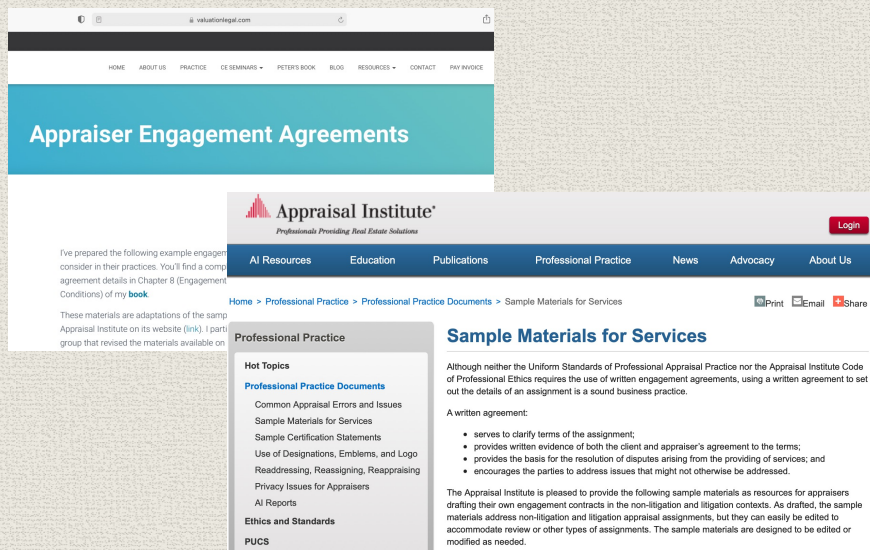 valuationlegal.com
HOME ABOUT US PRACTICE CE SEMINARS PETER'S BOOK BLOG RESOURCES CONTACT PAY INVOICE
Appraiser Engagement Agreements
I've prepared the following example engagem
consider in their practices. You'll find a comp
agreement details in Chapter 8 (Engagement
Conditions) of my book.
These materials are adaptations of the samp
Appraisal Institute on its website (link). I parti
group that revised the materials available on
Appraisal Institute®
Professionals Providing Real Estate Solutions
Login
AI Resources Education Publications Professional Practice News Advocacy About Us
Home > Professional Practice > Professional Practice Documents > Sample Materials for Services
Print Email Share
Professional Practice
Hot Topics
Professional Practice Documents
Common Appraisal Errors and Issues
Sample Materials for Services
Sample Certification Statements
Use of Designations, Emblems, and Logo
Readdressing, Reassigning, Reappraising
Privacy Issues for Appraisers
AI Reports
Ethics and Standards
PUCS
Sample Materials for Services
Although neither the Uniform Standards of Professional Appraisal Practice nor the Appraisal Institute Code
of Professional Ethics requires the use of written engagement agreements, using a written agreement to set
out the details of an assignment is a sound business practice.
A written agreement:
• serves to clarify terms of the assignment;
• provides written evidence of both the client and appraiser's agreement to the terms;
• provides the basis for the resolution of disputes arising from the providing of services; and
• encourages the parties to address issues that might not otherwise be addressed.
The Appraisal Institute is pleased to provide the following sample materials as resources for appraisers
drafting their own engagement contracts in the non-litigation and litigation contexts. As drafted, the sample
materials address non-litigation and litigation appraisal assignments, but they can easily be edited to
accommodate review or other types of assignments. The sample materials are designed to be edited or
modified as needed.